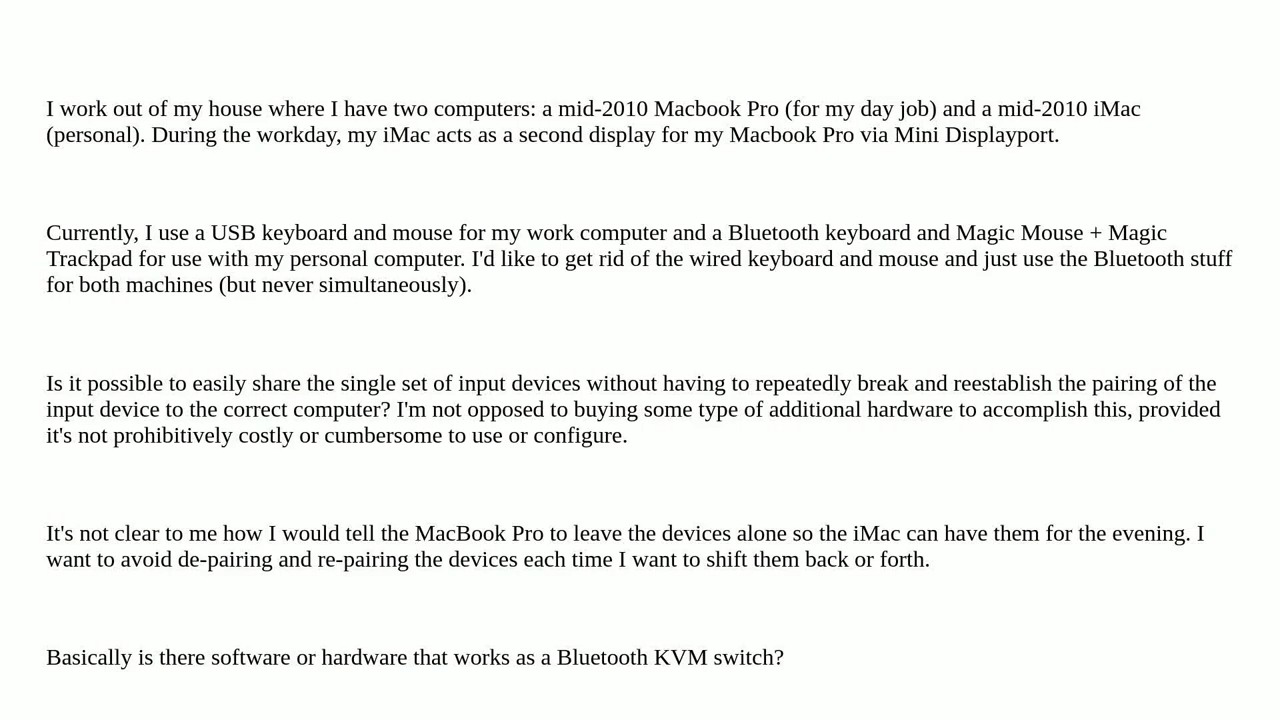 I work out of my house where I have two computers: a mid-2010 Macbook Pro (for my day job) and a mid-2010 iMac
(personal). During the workday, my iMac acts as a second display for my Macbook Pro via Mini Displayport.
Currently, I use a USB keyboard and mouse for my work computer and a Bluetooth keyboard and Magic Mouse + Magic
Trackpad for use with my personal computer. I'd like to get rid of the wired keyboard and mouse and just use the Bluetooth stuff
for both machines (but never simultaneously).
Is it possible to easily share the single set of input devices without having to repeatedly break and reestablish the pairing of the
input device to the correct computer? I'm not opposed to buying some type of additional hardware to accomplish this, provided
it's not prohibitively costly or cumbersome to use or configure.
It's not clear to me how I would tell the MacBook Pro to leave the devices alone so the iMac can have them for the evening. I
want to avoid de-pairing and re-pairing the devices each time I want to shift them back or forth.
Basically is there software or hardware that works as a Bluetooth KVM switch?